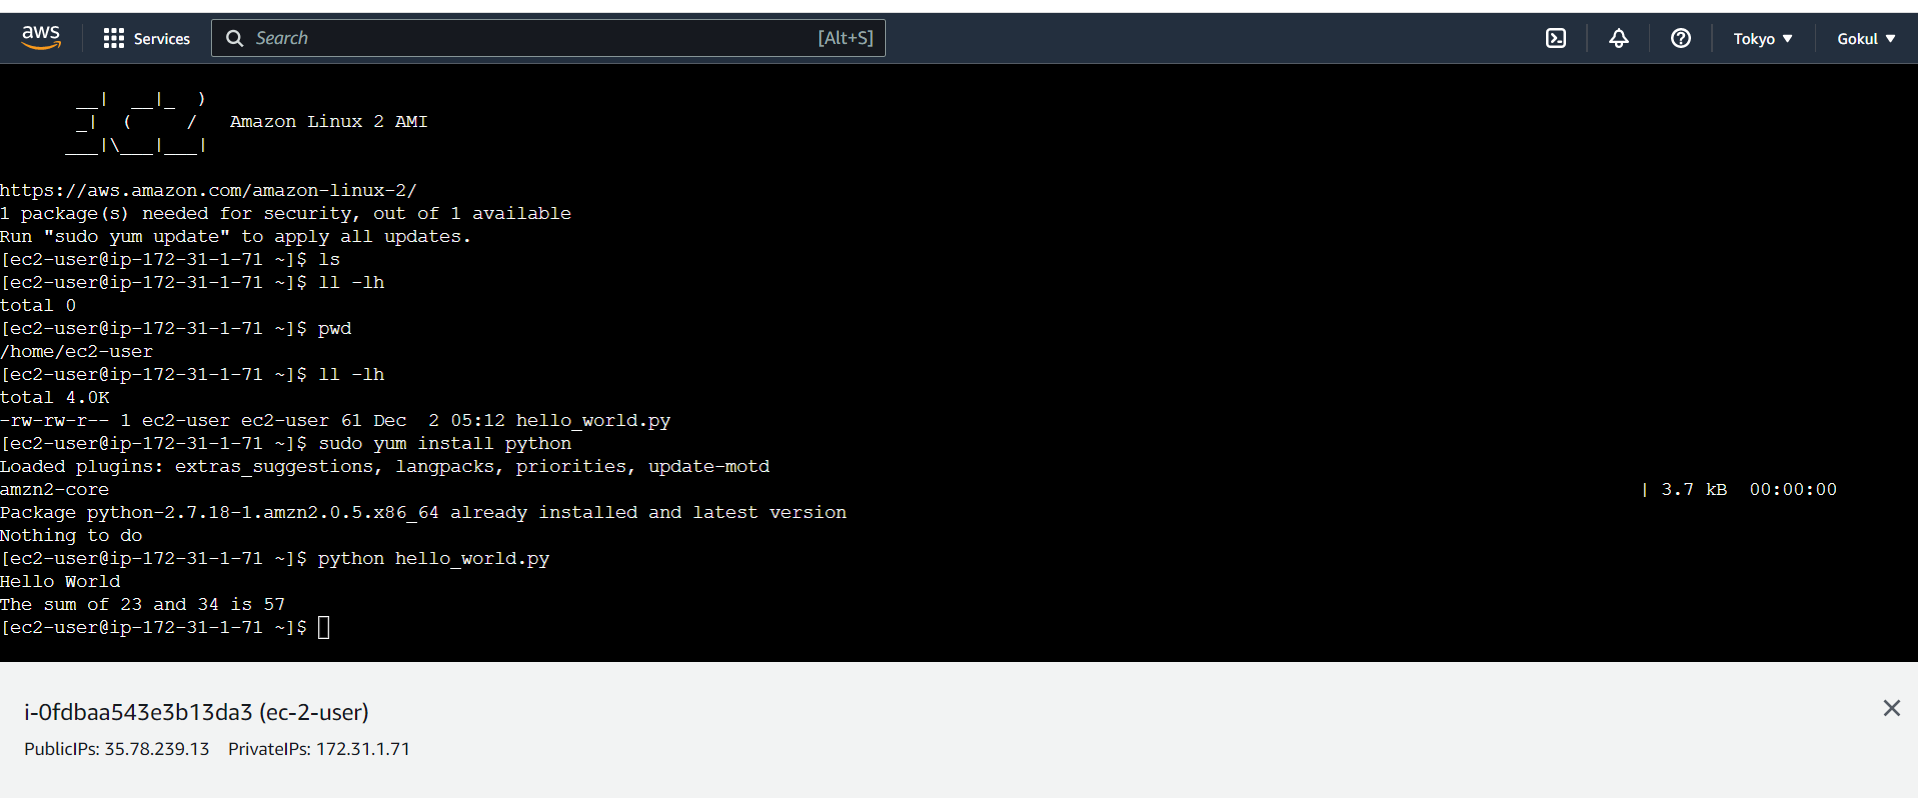 aws Services Search [Alt+S] Tokyo Gokul
__|  __|_  )
_|  (     /   Amazon Linux 2 AMI
___|\___|___|
https://aws.amazon.com/amazon-linux-2/
1 package(s) needed for security, out of 1 available
Run "sudo yum update" to apply all updates.
[ec2-user@ip-172-31-1-71 ~]$ ls
[ec2-user@ip-172-31-1-71 ~]$ ll -lh
total 0
[ec2-user@ip-172-31-1-71 ~]$ pwd
/home/ec2-user
[ec2-user@ip-172-31-1-71 ~]$ ll -lh
total 4.0K
-rw-rw-r-- 1 ec2-user ec2-user 61 Dec  2 05:12 hello_world.py
[ec2-user@ip-172-31-1-71 ~]$ sudo yum install python
Loaded plugins: extras_suggestions, langpacks, priorities, update-motd
amzn2-core | 3.7 kB  00:00:00
Package python-2.7.18-1.amzn2.0.5.x86_64 already installed and latest version
Nothing to do
[ec2-user@ip-172-31-1-71 ~]$ python hello_world.py
Hello World
The sum of 23 and 34 is 57
[ec2-user@ip-172-31-1-71 ~]$
i-0fdbaa543e3b13da3 (ec-2-user)
PublicIPs: 35.78.239.13 PrivateIPs: 172.31.1.71